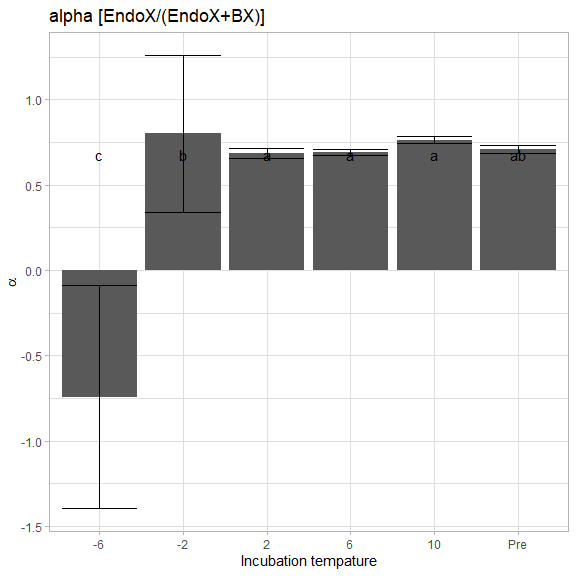 alpha [EndoX/(EndoX+BX)]
1.0
0.5
0.0
-0.5
-1.0
-1.5
α
c
b
a
a
a
ab
-6
-2
2
6
10
Pre
Incubation tempature